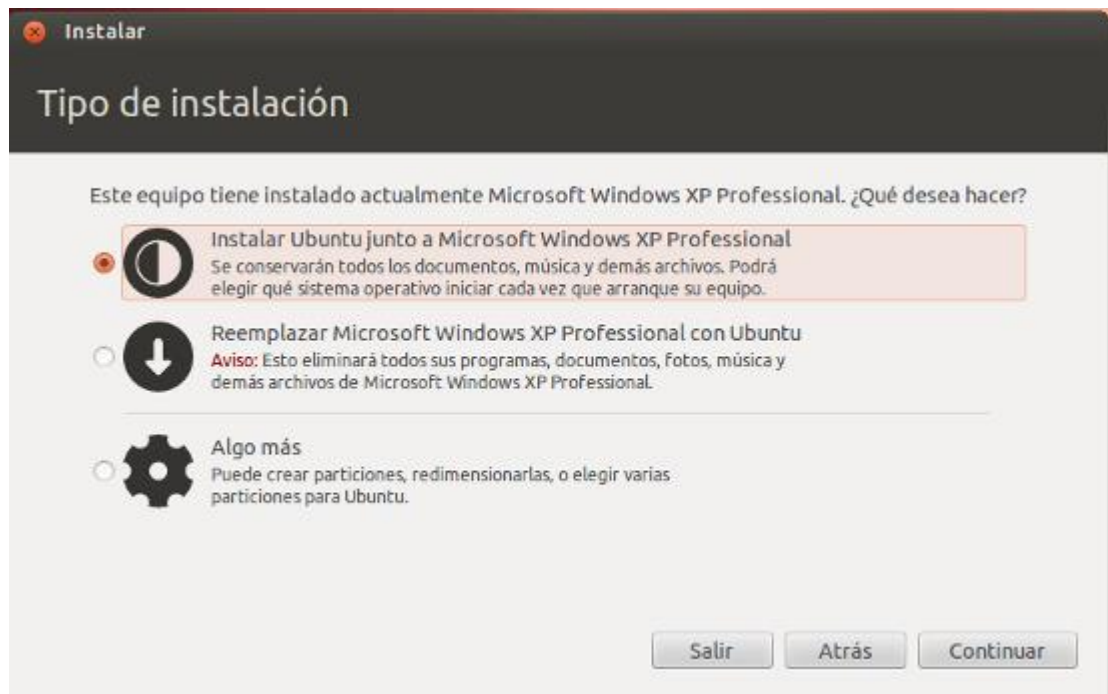 Instalar
Tipo de instalación
Este equipo tiene instalado actualmente Microsoft Windows XP Professional. ¿Qué desea hacer?
Instalar Ubuntu junto a Microsoft Windows XP Professional
Se conservarán todos los documentos, música y demás archivos. Podrá
elegir qué sistema operativo iniciar cada vez que arranque su equipo.
Reemplazar Microsoft Windows XP Professional con Ubuntu
Aviso: Esto eliminará todos sus programas, documentos, fotos, música y
demás archivos de Microsoft Windows XP Professional.
Algo más
Puede crear particiones, redimensionarlas, o elegir varias
particiones para Ubuntu.
Salir
Atrás
Continuar